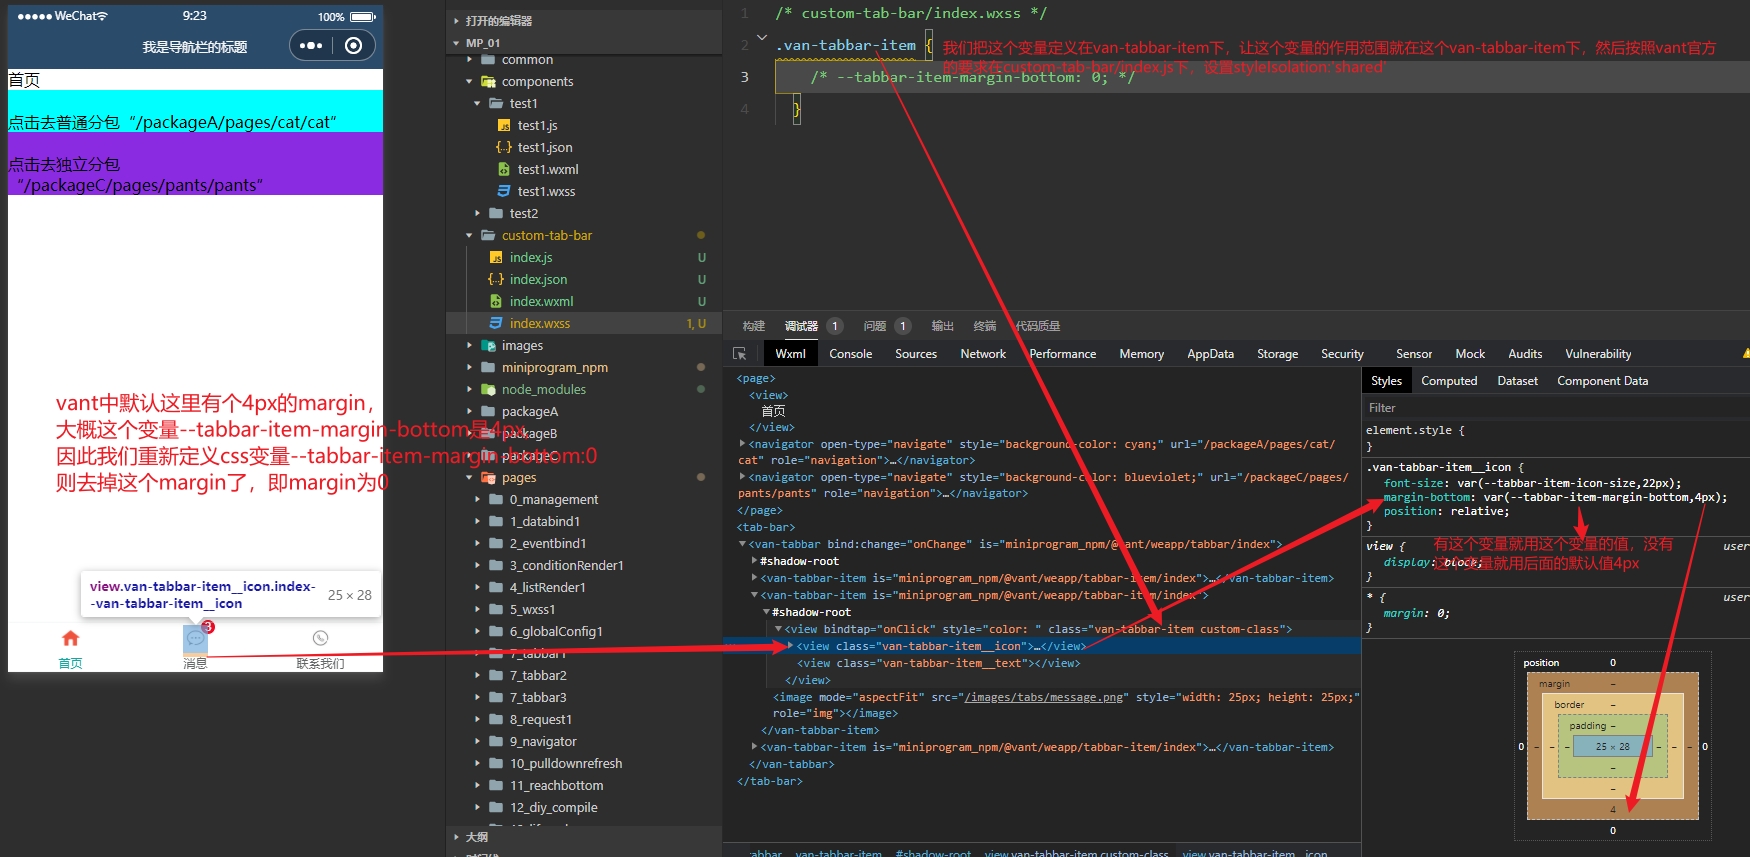 ●●●●● WeChat
9:23
100%
我是导航栏的标题
首页
点击去普通分包“/packageA/pages/cat/cat”
点击去独立分包
“/packageC/pages/pants/pants”
vant中默认这里有个4px的margin，
大概这个变量--tabbar-item-margin-bottom是4px,
因此我们重新定义css变量--tabbar-item-margin-bottom:0
则去掉这个margin了，即margin为0
view.van-tabbar-item__icon.index-
-van-tabbar-item__icon
25 × 28
3
首页
消息
联系我们
打开的编辑器
MP_01
common
components
test1
test1.js
test1.json
test1.wxml
test1.wxss
test2
custom-tab-bar
index.js U
index.json U
index.wxml U
index.wxss 1, U
images
miniprogram_npm
node_modules
packageA
packageB
packageC
pages
0_management
1_databind1
2_eventbind1
3_conditionRender1
4_listRender1
5_wxss1
6_globalConfig1
7_tabbar1
7_tabbar2
7_tabbar3
8_request1
9_navigator
10_pulldownrefresh
11_reachbottom
12_diy_compile
大纲
1 /* custom-tab-bar/index.wxss */
2 .van-tabbar-item {
3 /* --tabbar-item-margin-bottom: 0; */
4 }
我们把这个变量定义在van-tabbar-item下，让这个变量的作用范围就在这个van-tabbar-item下，然后按照vant官方
的要求在custom-tab-bar/index.js下，设置styleIsolation:'shared'
构建 调试器 1 问题 1 输出 终端 代码质量
Wxml Console Sources Network Performance Memory AppData Storage Security Sensor Mock Audits Vulnerability
<page>
<view>
首页
</view>
<navigator open-type="navigate" style="background-color: cyan;" url="/packageA/pages/cat/
cat" role="navigation">…</navigator>
<navigator open-type="navigate" style="background-color: blueviolet;" url="/packageC/pages/
pants/pants" role="navigation">…</navigator>
</page>
<tab-bar>
<van-tabbar bind:change="onChange" is="miniprogram_npm/@vant/weapp/tabbar/index">
#shadow-root
<van-tabbar-item is="miniprogram_npm/@vant/weapp/tabbar-item/index">…</van-tabbar-item>
<van-tabbar-item is="miniprogram_npm/@vant/weapp/tabbar-item/index">
#shadow-root
<view bindtap="onClick" style="color: " class="van-tabbar-item custom-class">
<view class="van-tabbar-item__icon">…</view>
<view class="van-tabbar-item__text"></view>
</view>
<image mode="aspectFit" src="/images/tabs/message.png" style="width: 25px; height: 25px;"
role="img"></image>
</van-tabbar-item>
<van-tabbar-item is="miniprogram_npm/@vant/weapp/tabbar-item/index">…</van-tabbar-item>
</van-tabbar>
</tab-bar>
tabbar van-tabbar-item #shadow-root view.van-tabbar-item.custom-class view.van-tabbar-item__icon
Styles Computed Dataset Component Data
Filter
element.style {
}
.van-tabbar-item__icon {
font-size: var(--tabbar-item-icon-size,22px);
margin-bottom: var(--tabbar-item-margin-bottom,4px);
position: relative;
}
有这个变量就用这个变量的值，没有
这个变量就用后面的默认值4px
view { user
display: block;
}
* { user
margin: 0;
}
position 0
margin –
border –
padding –
0 – – – 25 × 28 – – – 0
–
–
4
0